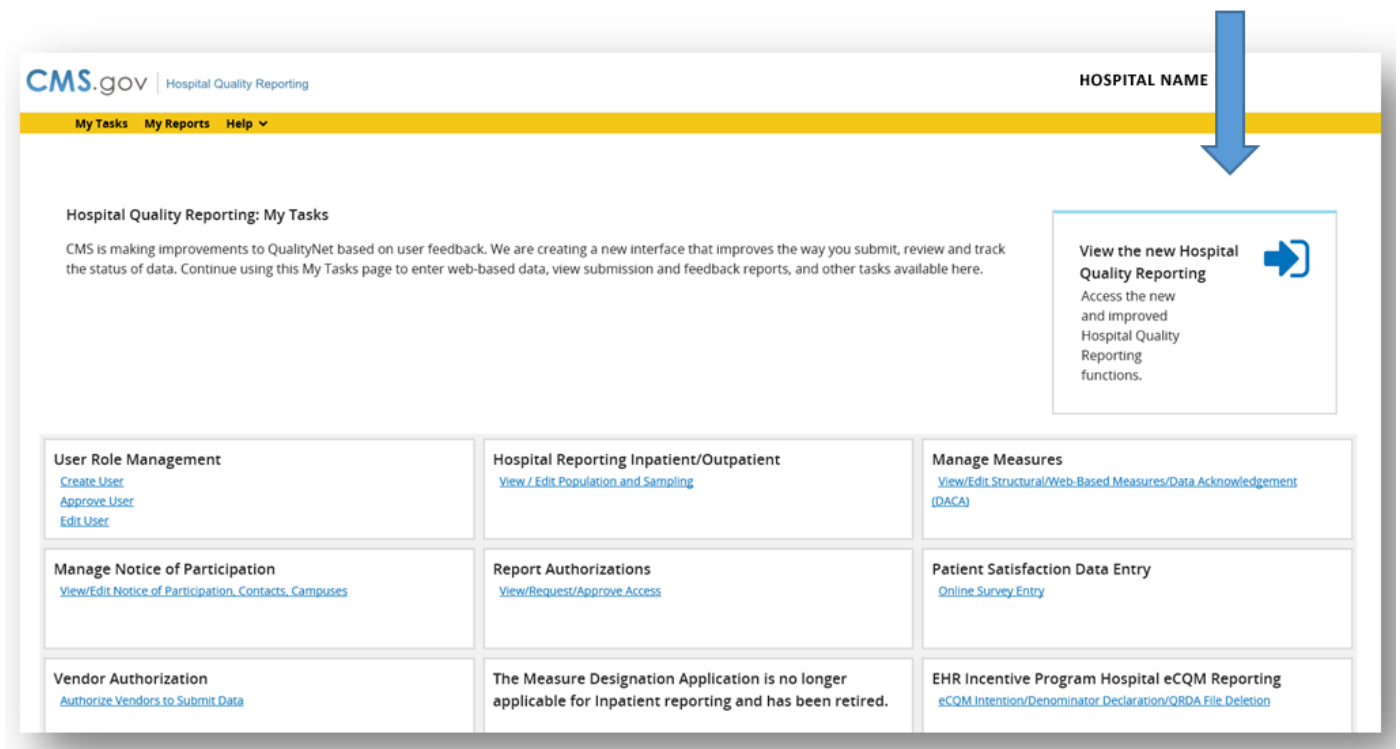 CMS.gov | Hospital Quality Reporting
HOSPITAL NAME
My Tasks My Reports Help
Hospital Quality Reporting: My Tasks
CMS is making improvements to QualityNet based on user feedback. We are creating a new interface that improves the way you submit, review and track
the status of data. Continue using this My Tasks page to enter web-based data, view submission and feedback reports, and other tasks available here.
View the new Hospital
Quality Reporting
Access the new
and improved
Hospital Quality
Reporting
functions.
User Role Management
Create User
Approve User
Edit User
Hospital Reporting Inpatient/Outpatient
View / Edit Population and Sampling
Manage Measures
View/Edit Structural/Web-Based Measures/Data Acknowledgement
(DACA)
Manage Notice of Participation
View/Edit Notice of Participation, Contacts, Campuses
Report Authorizations
View/Request/Approve Access
Patient Satisfaction Data Entry
Online Survey Entry
Vendor Authorization
Authorize Vendors to Submit Data
The Measure Designation Application is no longer
applicable for Inpatient reporting and has been retired.
EHR Incentive Program Hospital eCQM Reporting
eCQM Intention/Denominator Declaration/QRDA File Deletion